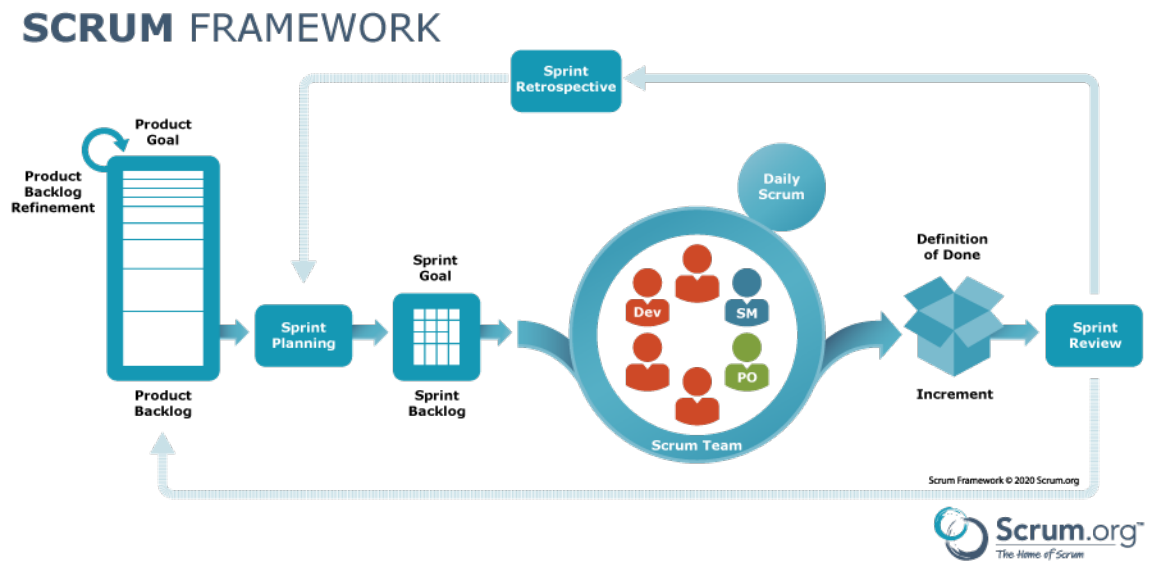 SCRUM FRAMEWORK
Sprint
Retrospective
Product
Goal
Product
Backlog
Refinement
Daily
Scrum
Sprint
Goal
Definition
of Done
Dev
SM
Sprint
Planning
Sprint
Review
PO
Product
Backlog
Sprint
Backlog
Increment
Scrum Team
Scrum Framework © 2020 Scrum.org
Scrum.org™
The Home of Scrum